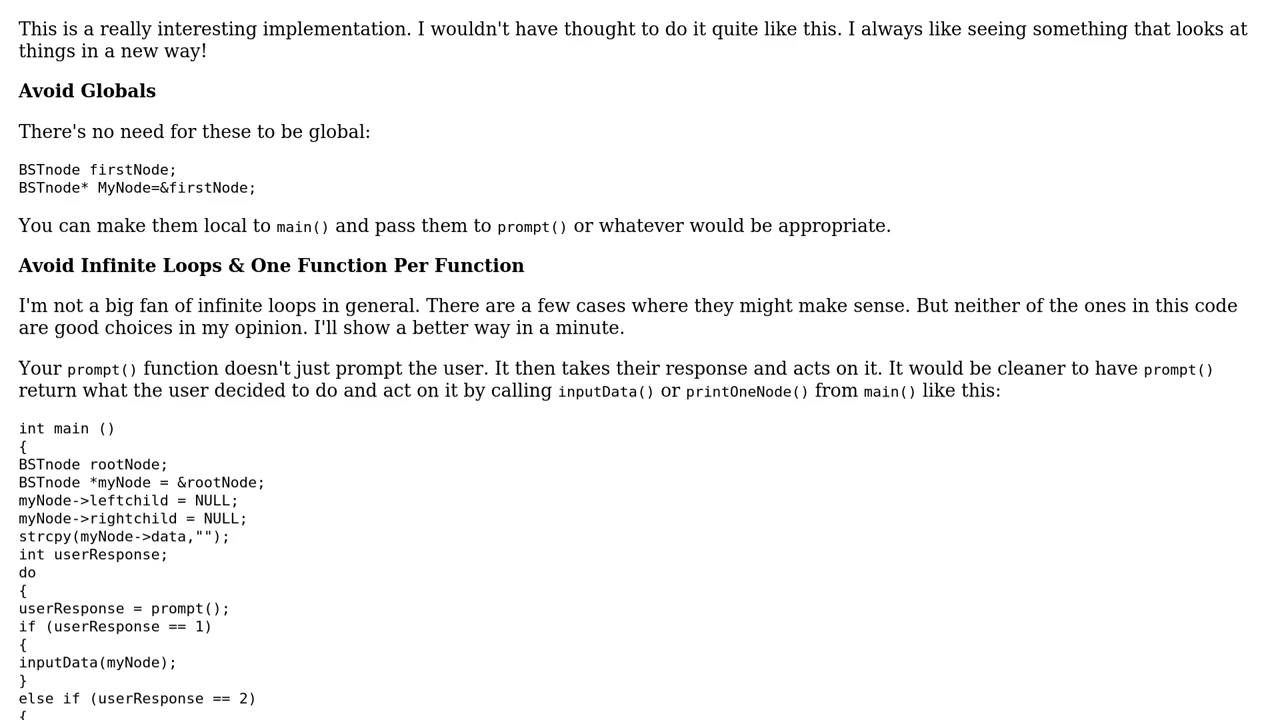 This is a really interesting implementation. I wouldn't have thought to do it quite like this. I always like seeing something that looks at
things in a new way!
Avoid Globals
There's no need for these to be global:
BSTnode firstNode;
BSTnode* MyNode=&firstNode;
You can make them local to main() and pass them to prompt() or whatever would be appropriate.
Avoid Infinite Loops & One Function Per Function
I'm not a big fan of infinite loops in general. There are a few cases where they might make sense. But neither of the ones in this code
are good choices in my opinion. I'll show a better way in a minute.
Your prompt() function doesn't just prompt the user. It then takes their response and acts on it. It would be cleaner to have prompt()
return what the user decided to do and act on it by calling inputData() or printOneNode() from main() like this:
int main ()
{
BSTnode rootNode;
BSTnode *myNode = &rootNode;
myNode->leftchild = NULL;
myNode->rightchild = NULL;
strcpy(myNode->data,"");
int userResponse;
do
{
userResponse = prompt();
if (userResponse == 1)
{
inputData(myNode);
}
else if (userResponse == 2)
{